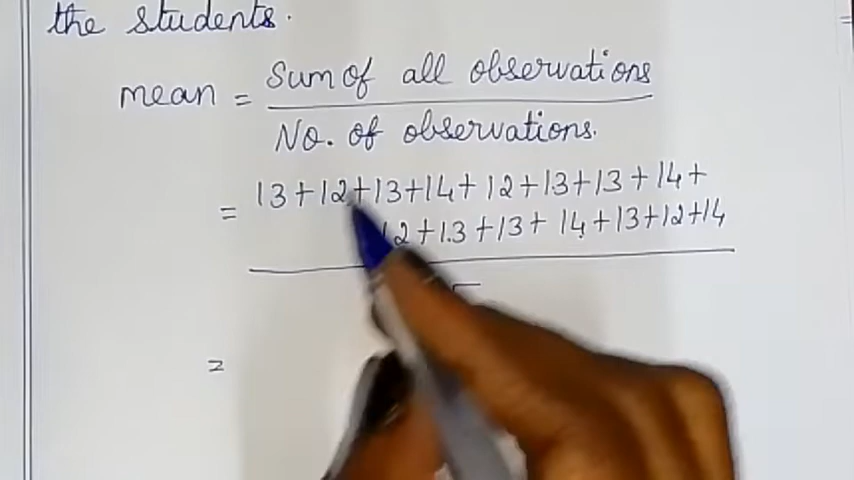 the students.
mean = Sum of all observations
No. of observations.
= 13+12+13+14+ 12+13+13+14+
12+13+13+ 14+13+12+14
=